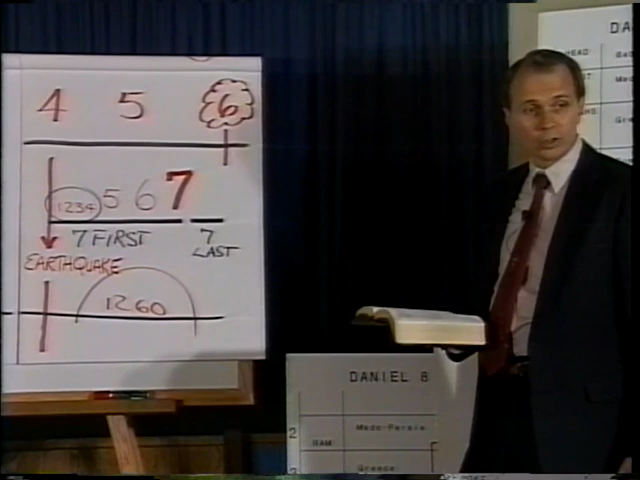 4 5 6
1234 5 6 7
7 FIRST 7 LAST
EARTHQUAKE
1260
DANIEL 8
2
RAM
Medo-Persia
Greece
DA
HEAD